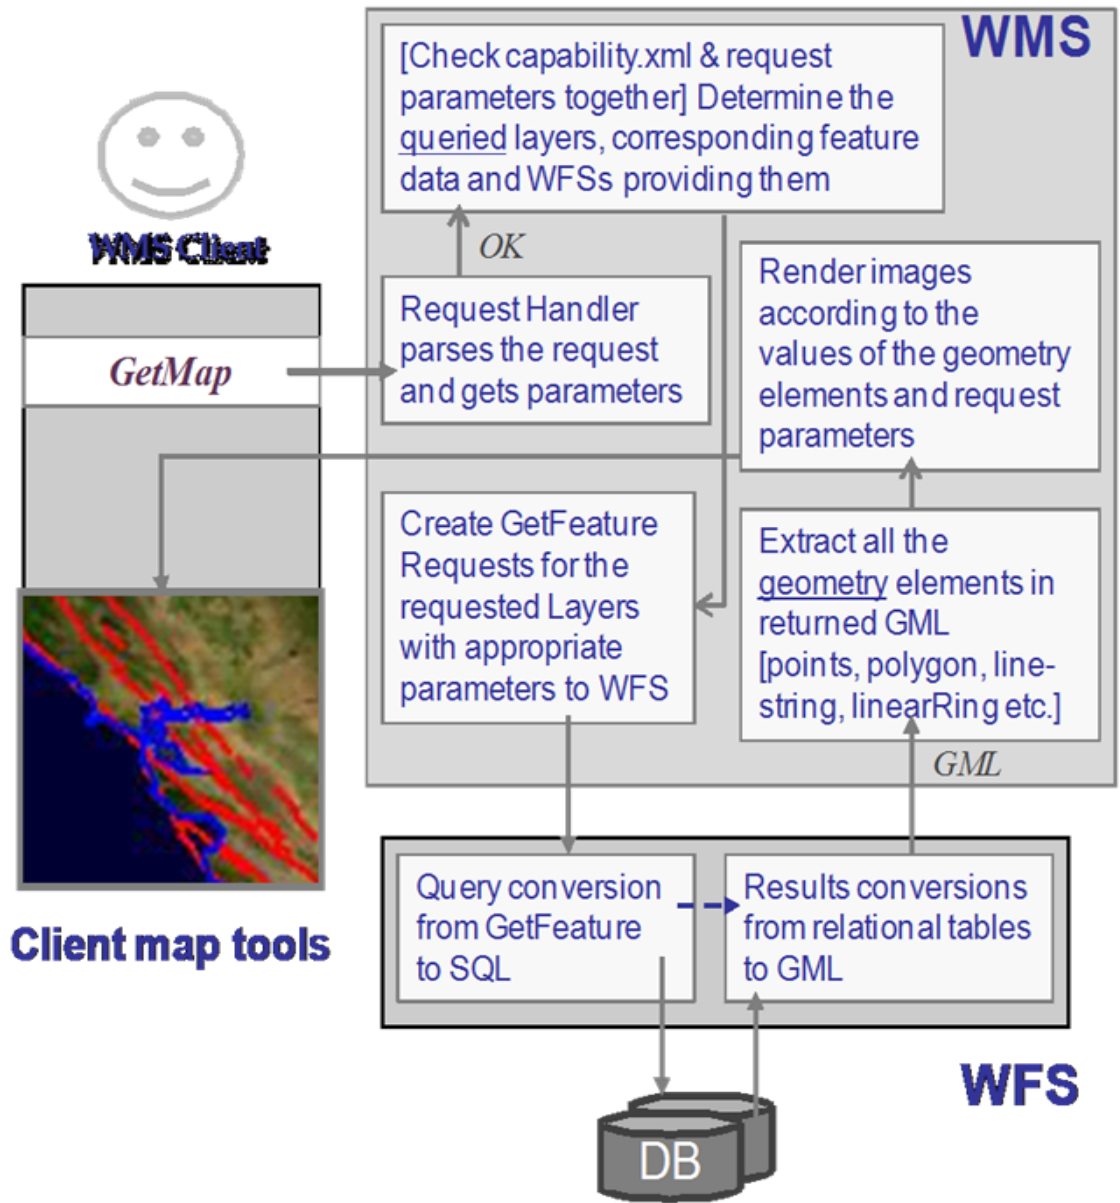 WMS
[Check capability.xml & request
parameters together] Determine the
queried layers, corresponding feature
data and WFSs providing them
WMS Client
OK
Request Handler
parses the request
and gets parameters
GetMap
Render images
according to the
values of the geometry
elements and request
parameters
Create GetFeature
Requests for the
requested Layers
with appropriate
parameters to WFS
Extract all the
geometry elements in
returned GML
[points, polygon, line-
string, linearRing etc.]
GML
Client map tools
Query conversion
from GetFeature
to SQL
Results conversions
from relational tables
to GML
WFS
DB